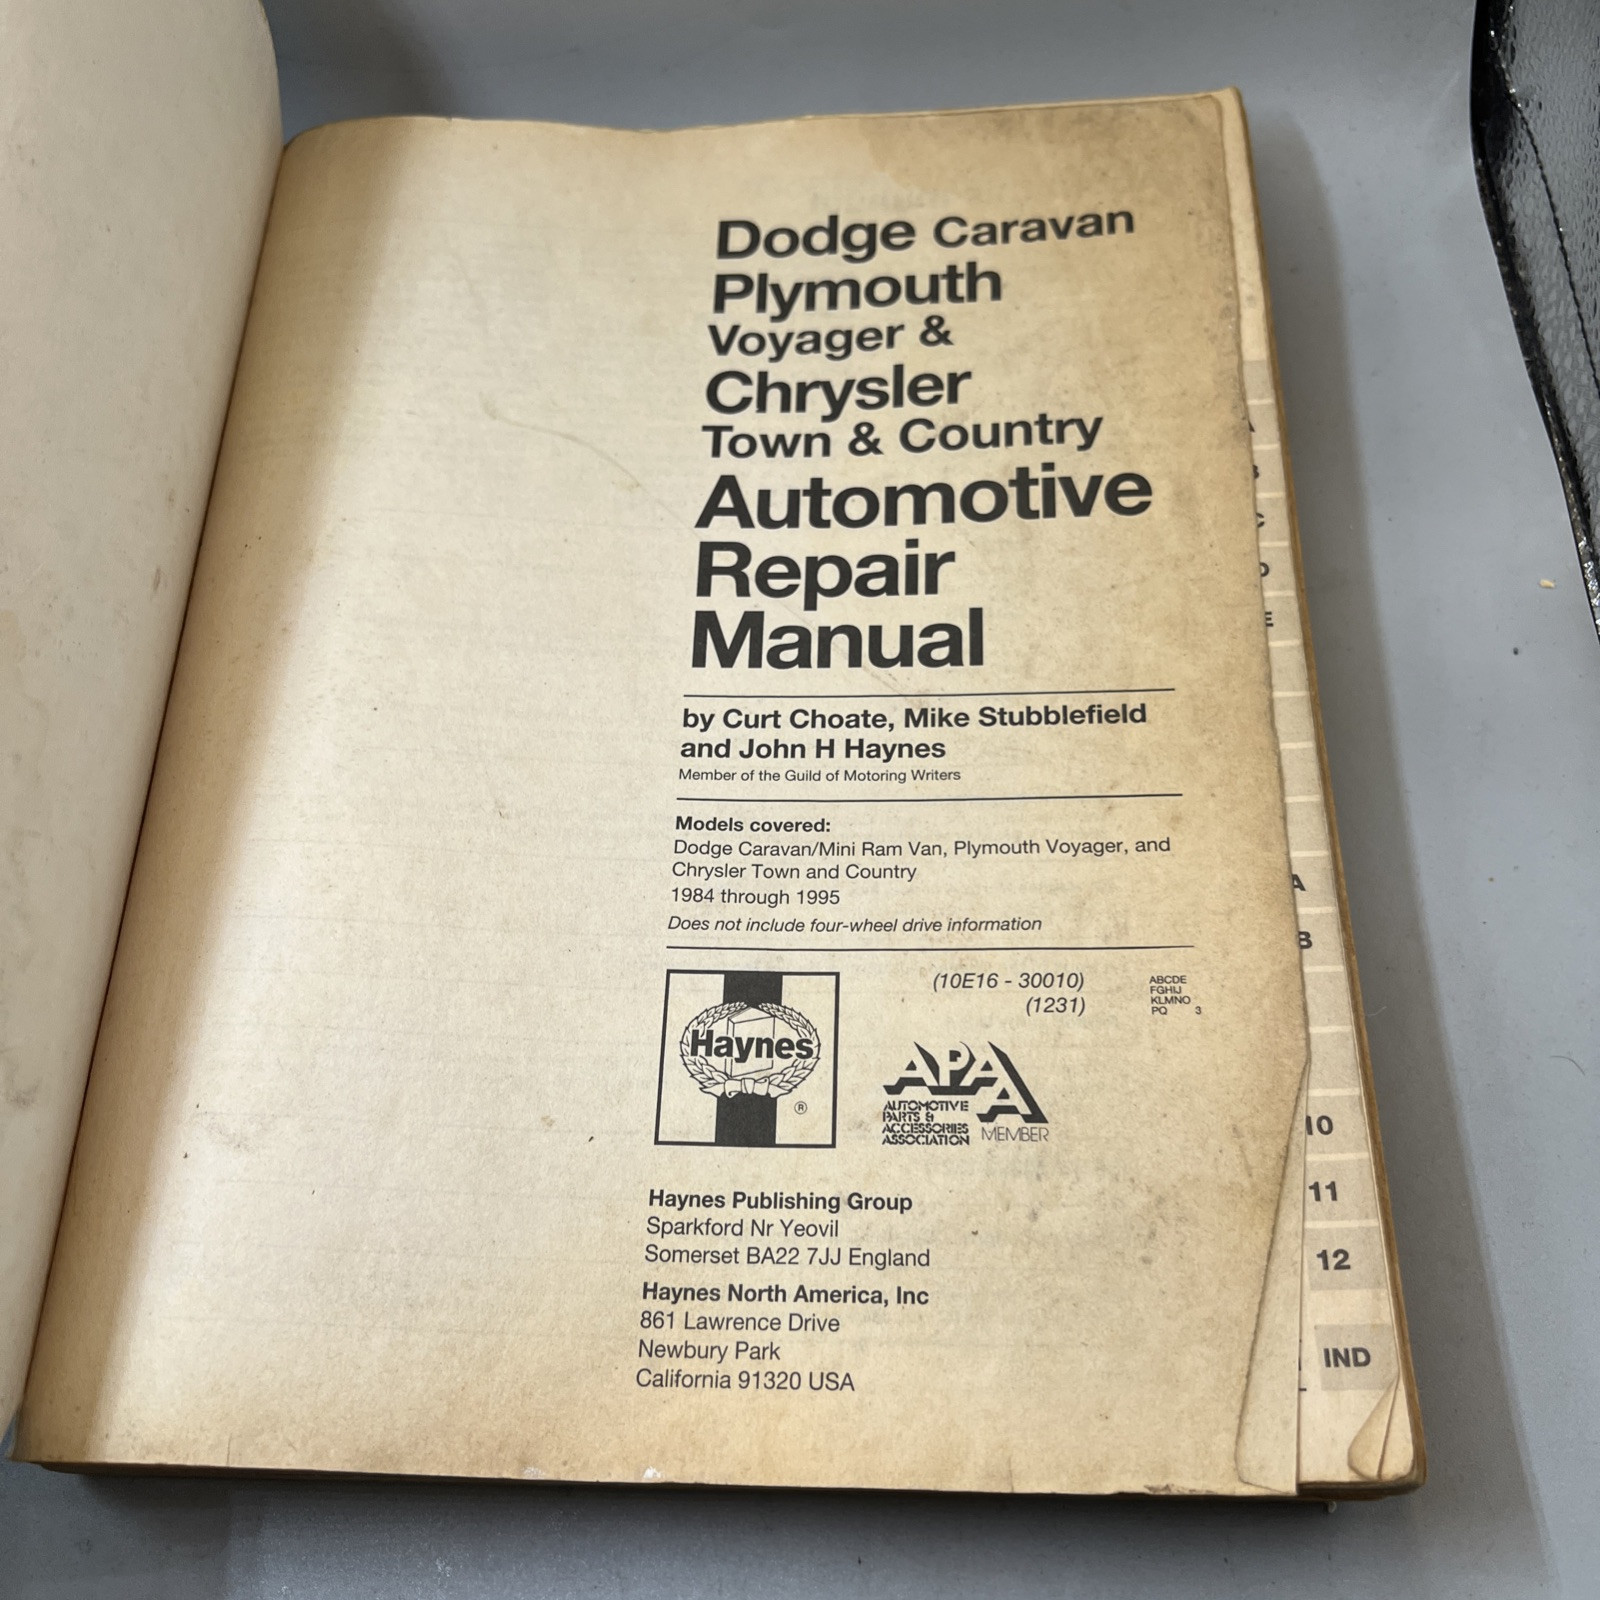 Dodge Caravan
Plymouth
Voyager &
Chrysler
Town & Country
Automotive
Repair
Manual
by Curt Choate, Mike Stubblefield
and John H Haynes
Member of the Guild of Motoring Writers
Models covered:
Dodge Caravan/Mini Ram Van, Plymouth Voyager, and
Chrysler Town and Country
1984 through 1995
Does not include four-wheel drive information
(10E16 - 30010)
(1231)
ABCDE
FGHIJ
KLMNO
PQ 3
Haynes
®
APAA
AUTOMOTIVE
PARTS &
ACCESSORIES
ASSOCIATION
MEMBER
Haynes Publishing Group
Sparkford Nr Yeovil
Somerset BA22 7JJ England
Haynes North America, Inc
861 Lawrence Drive
Newbury Park
California 91320 USA
A
B
C
D
E
A
B
10
11
12
IND